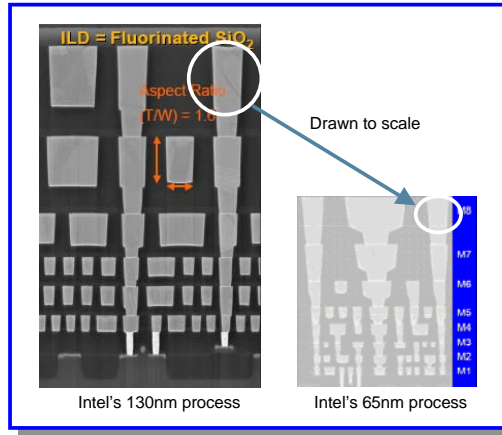 ILD = Fluorinated SiO₂
Aspect Ratio
(T/W) = 1.6
Drawn to scale
M8
M7
M6
M5
M4
M3
M2
M1
Intel's 130nm process
Intel's 65nm process